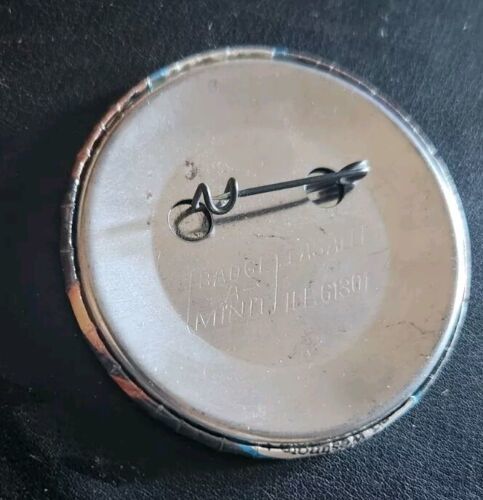 BADGE LASALLE
A-
MINIT ILL. 61301